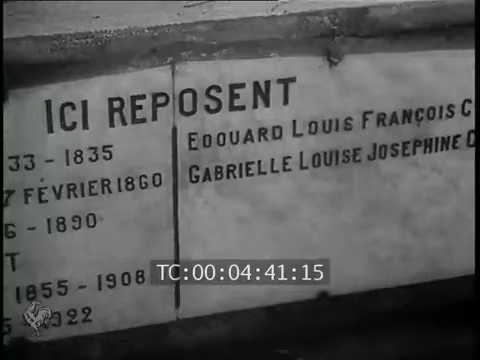 ICI REPOSENT
33 - 1835
7 FÉVRIER 1860
6 - 1890
T
1855 - 1908
1922
EDOUARD LOUIS FRANÇOIS C
GABRIELLE LOUISE JOSEPHINE
TC:00:04:41:15